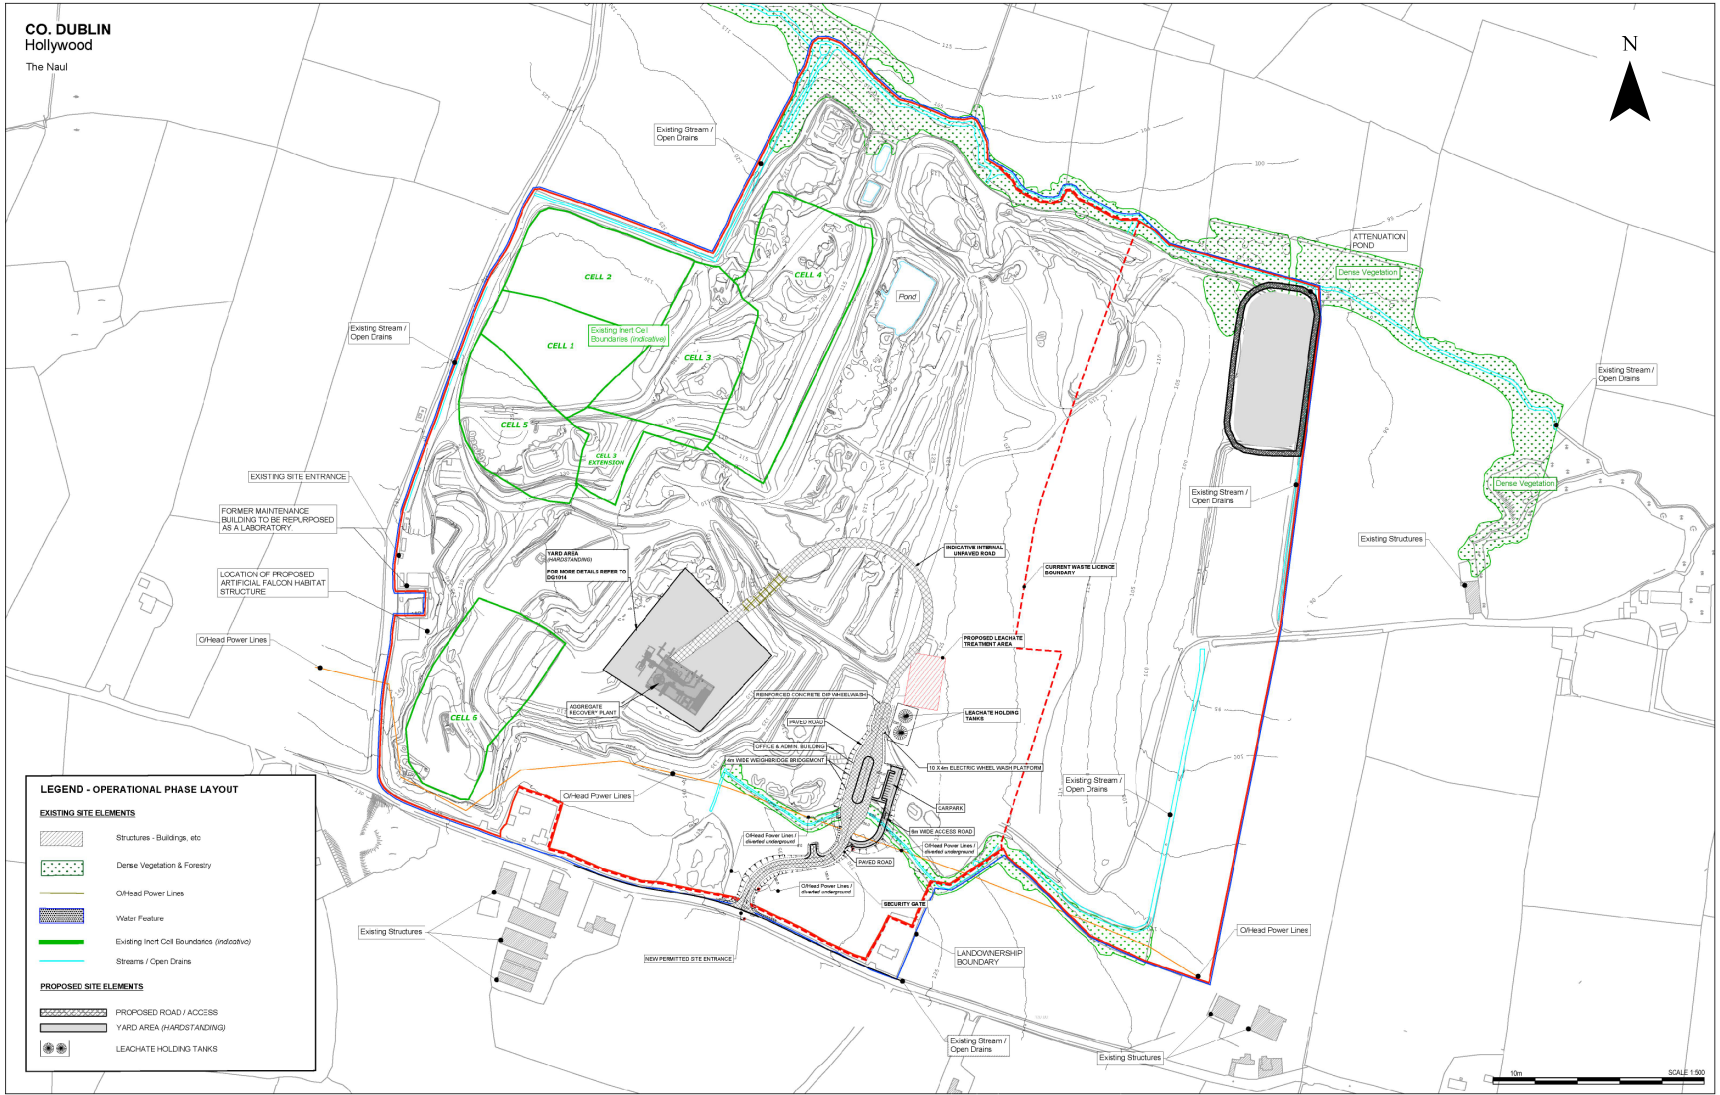 CO. DUBLIN
Hollywood
The Naul
N
Existing Stream /
Open Drains
ATTENUATION
POND
Dense Vegetation
CELL 2
CELL 4
Pond
Existing Stream /
Open Drains
CELL 1
Existing Inert Cell
Boundaries (indicative)
CELL 3
Existing Stream /
Open Drains
CELL 5
CELL 3
EXTENSION
EXISTING SITE ENTRANCE
Existing Stream /
Open Drains
Dense Vegetation
FORMER MAINTENANCE
BUILDING TO BE REPURPOSED
AS A LABORATORY
Existing Structures
YARD AREA
(HARDSTANDING)
FOR MORE DETAILS REFER TO
DG1014
INDICATIVE INTERNAL
UNPAVED ROAD
CURRENT WASTE LICENCE
BOUNDARY
LOCATION OF PROPOSED
ARTIFICIAL FALCON HABITAT
STRUCTURE
O/Head Power Lines
PROPOSED LEACHATE
TREATMENT AREA
REINFORCED CONCRETE DIP WHEELWASH
AGGREGATE
RECOVERY PLANT
LEACHATE HOLDING
TANKS
CELL 6
PAVED ROAD
OFFICE & ADMIN. BUILDING
4m WIDE WEIGHBRIDGE BRIDGEMONT
10 X 4m ELECTRIC WHEEL WASH PLATFORM
O/Head Power Lines
Existing Stream /
Open Drains
CARPARK
6m WIDE ACCESS ROAD
O/Head Power Lines /
diverted underground
O/Head Power Lines /
diverted underground
PAVED ROAD
O/Head Power Lines /
diverted underground
SECURITY GATE
Existing Structures
NEW PERMITTED SITE ENTRANCE
LANDOWNERSHIP
BOUNDARY
O/Head Power Lines
Existing Stream /
Open Drains
Existing Structures
LEGEND - OPERATIONAL PHASE LAYOUT
EXISTING SITE ELEMENTS
Structures - Buildings, etc
Dense Vegetation & Forestry
O/Head Power Lines
Water Feature
Existing Inert Cell Boundaries (indicative)
Streams / Open Drains
PROPOSED SITE ELEMENTS
PROPOSED ROAD / ACCESS
YARD AREA (HARDSTANDING)
LEACHATE HOLDING TANKS
10m
SCALE 1:500